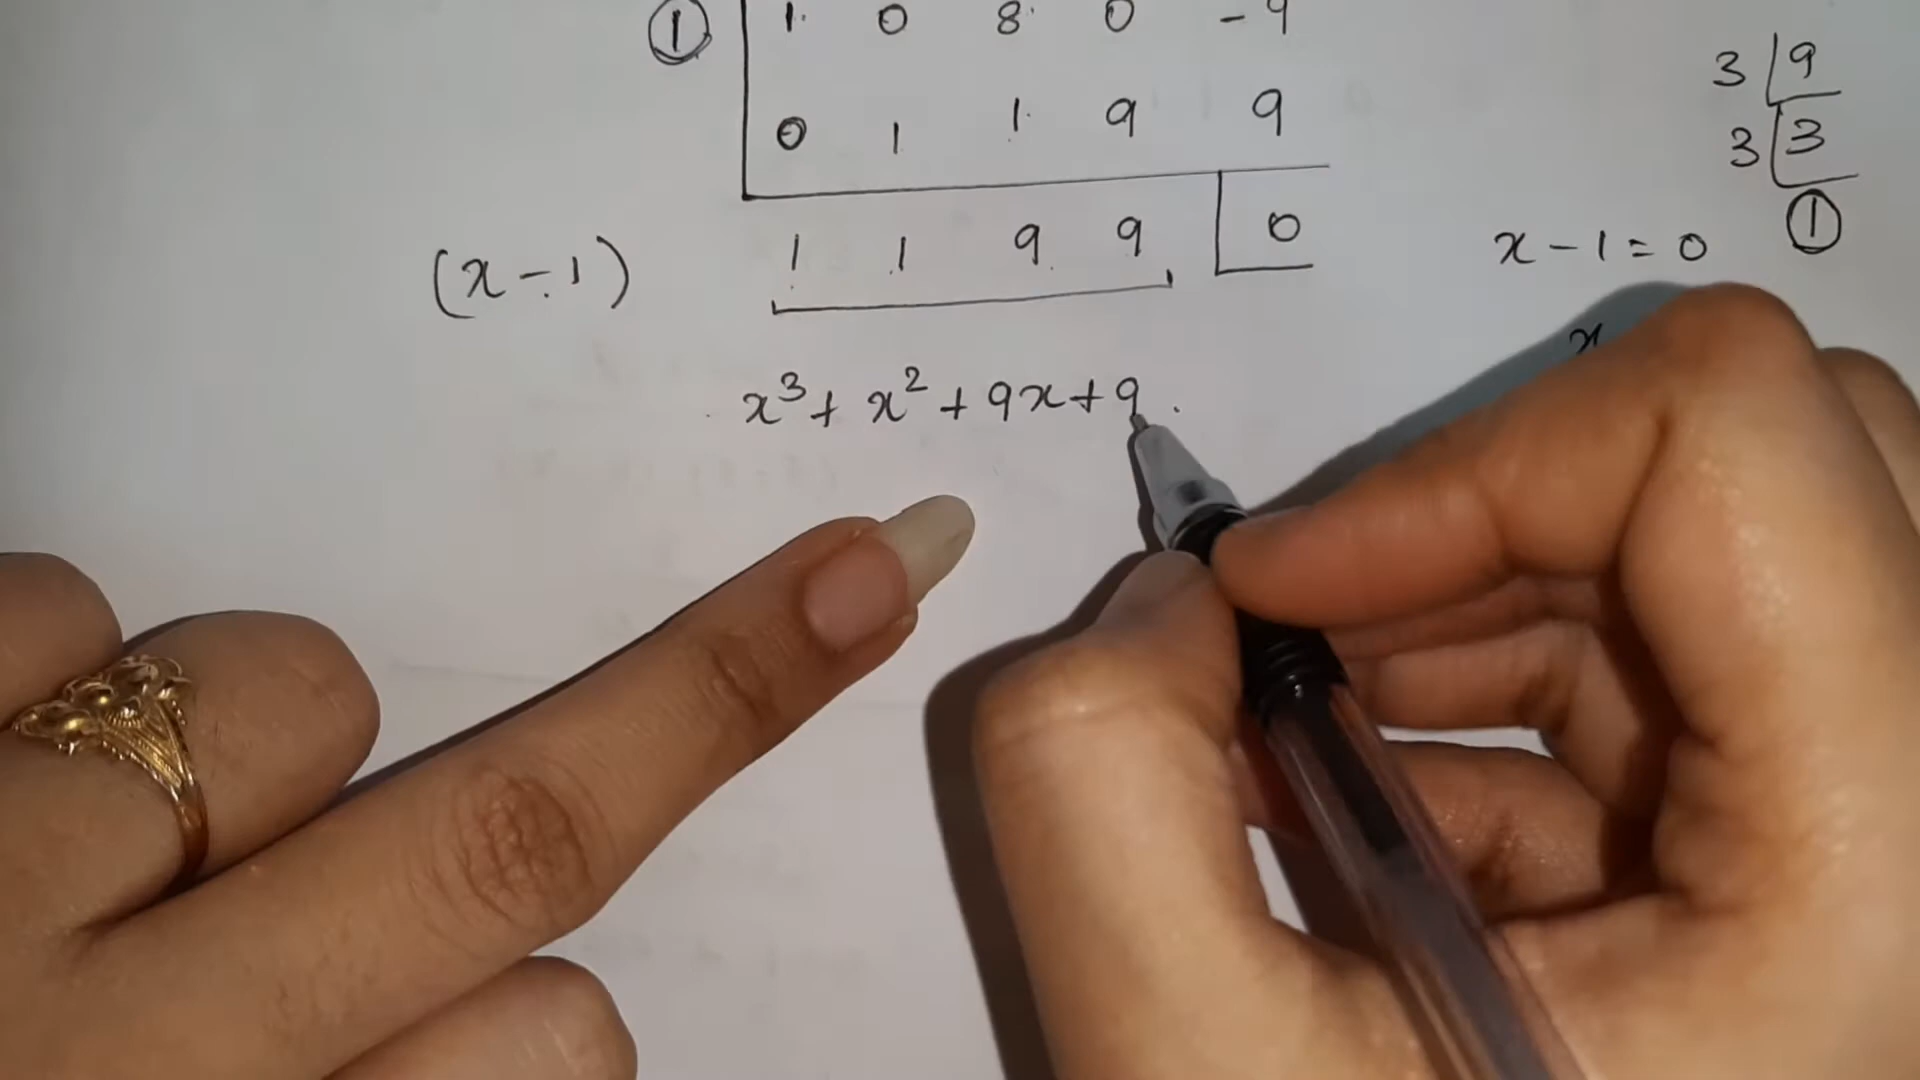 ① 1 0 8 0 - 9
0 1 1 9 9
(x - 1) 1 1 9 9 0
x³ + x² + 9x + 9
3 9
3 3
①
x - 1 = 0
x